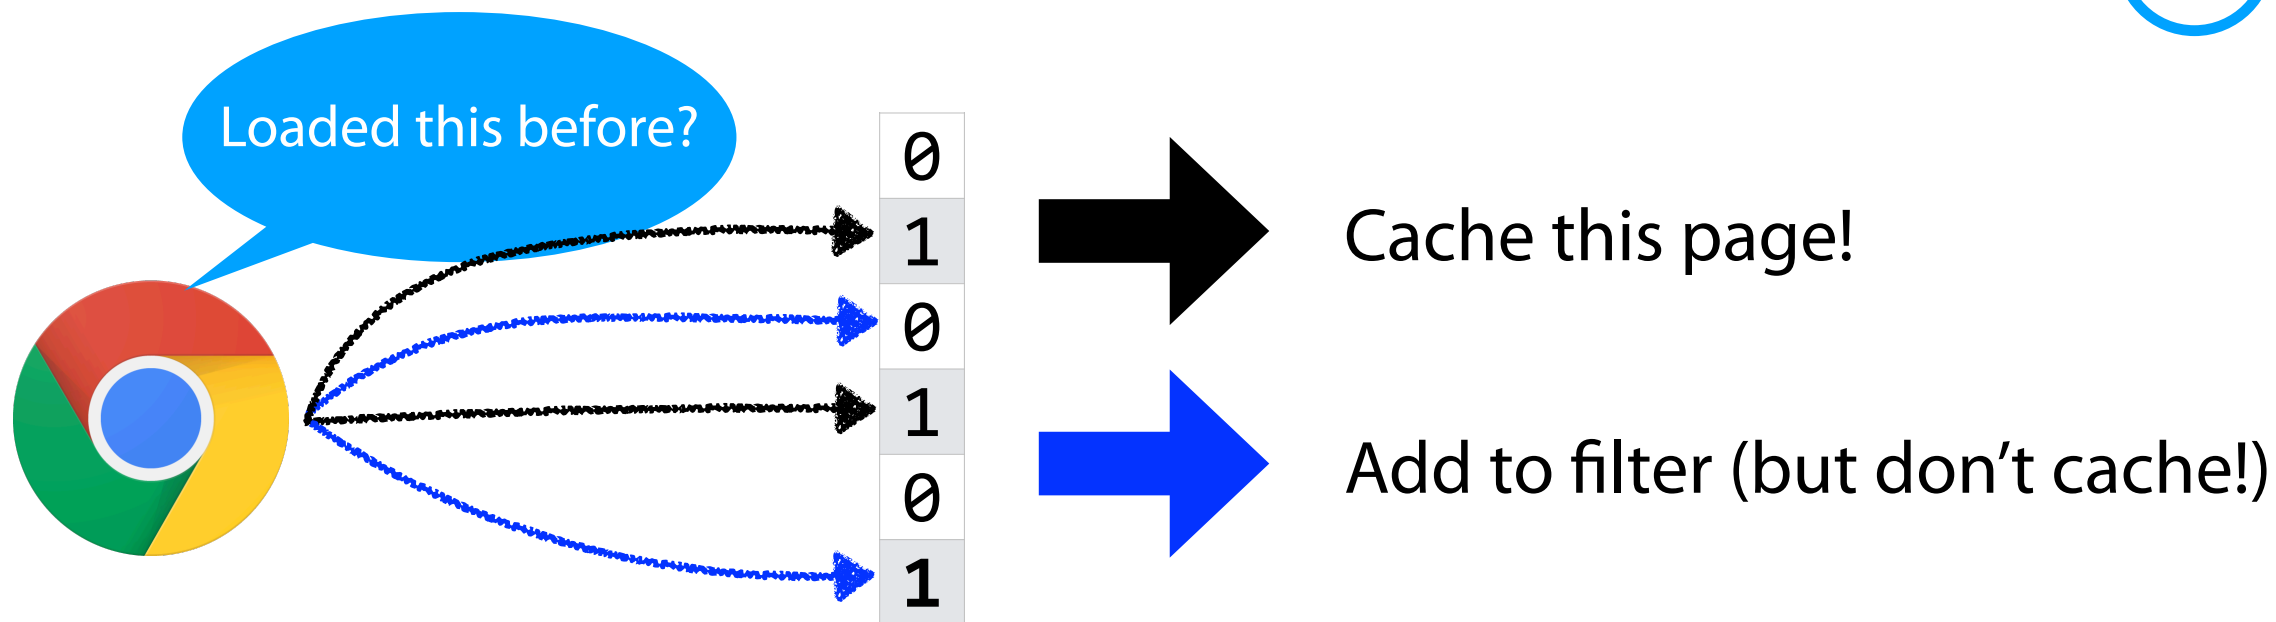 Loaded this before?
0
1
0
1
0
1
Cache this page!
Add to filter (but don’t cache!)